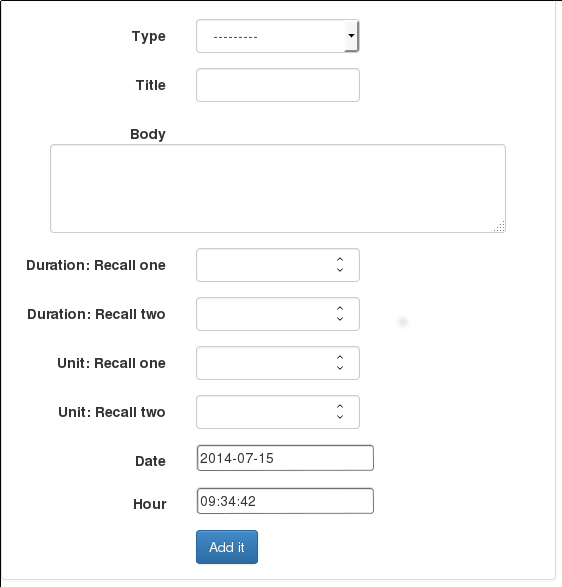 Type ---------
Title
Body
Duration: Recall one
Duration: Recall two
Unit: Recall one
Unit: Recall two
Date 2014-07-15
Hour 09:34:42
Add it